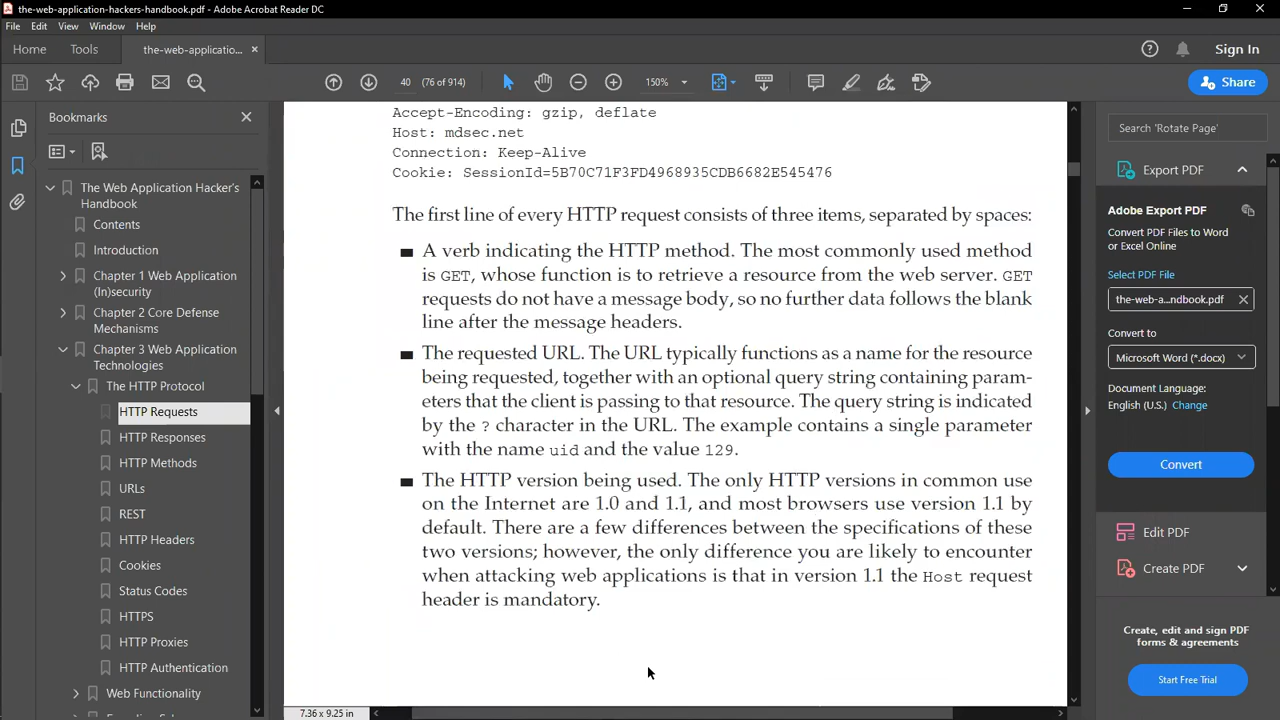 the-web-application-hackers-handbook.pdf - Adobe Acrobat Reader DC
File Edit View Window Help
Home Tools the-web-applicatio... × Sign In
40 (76 of 914) 150% Share
Bookmarks
The Web Application Hacker's
Handbook
Contents
Introduction
Chapter 1 Web Application
(In)security
Chapter 2 Core Defense
Mechanisms
Chapter 3 Web Application
Technologies
The HTTP Protocol
HTTP Requests
HTTP Responses
HTTP Methods
URLs
REST
HTTP Headers
Cookies
Status Codes
HTTPS
HTTP Proxies
HTTP Authentication
Web Functionality
Accept-Encoding: gzip, deflate
Host: mdsec.net
Connection: Keep-Alive
Cookie: SessionId=5B70C71F3FD4968935CDB6682E545476
The first line of every HTTP request consists of three items, separated by spaces:
■ A verb indicating the HTTP method. The most commonly used method
is GET, whose function is to retrieve a resource from the web server. GET
requests do not have a message body, so no further data follows the blank
line after the message headers.
■ The requested URL. The URL typically functions as a name for the resource
being requested, together with an optional query string containing param-
eters that the client is passing to that resource. The query string is indicated
by the ? character in the URL. The example contains a single parameter
with the name uid and the value 129.
■ The HTTP version being used. The only HTTP versions in common use
on the Internet are 1.0 and 1.1, and most browsers use version 1.1 by
default. There are a few differences between the specifications of these
two versions; however, the only difference you are likely to encounter
when attacking web applications is that in version 1.1 the Host request
header is mandatory.
7.36 x 9.25 in
Search 'Rotate Page'
Export PDF
Adobe Export PDF
Convert PDF Files to Word
or Excel Online
Select PDF File
the-web-a...ndbook.pdf
Convert to
Microsoft Word (*.docx)
Document Language:
English (U.S.) Change
Convert
Edit PDF
Create PDF
Create, edit and sign PDF
forms & agreements
Start Free Trial